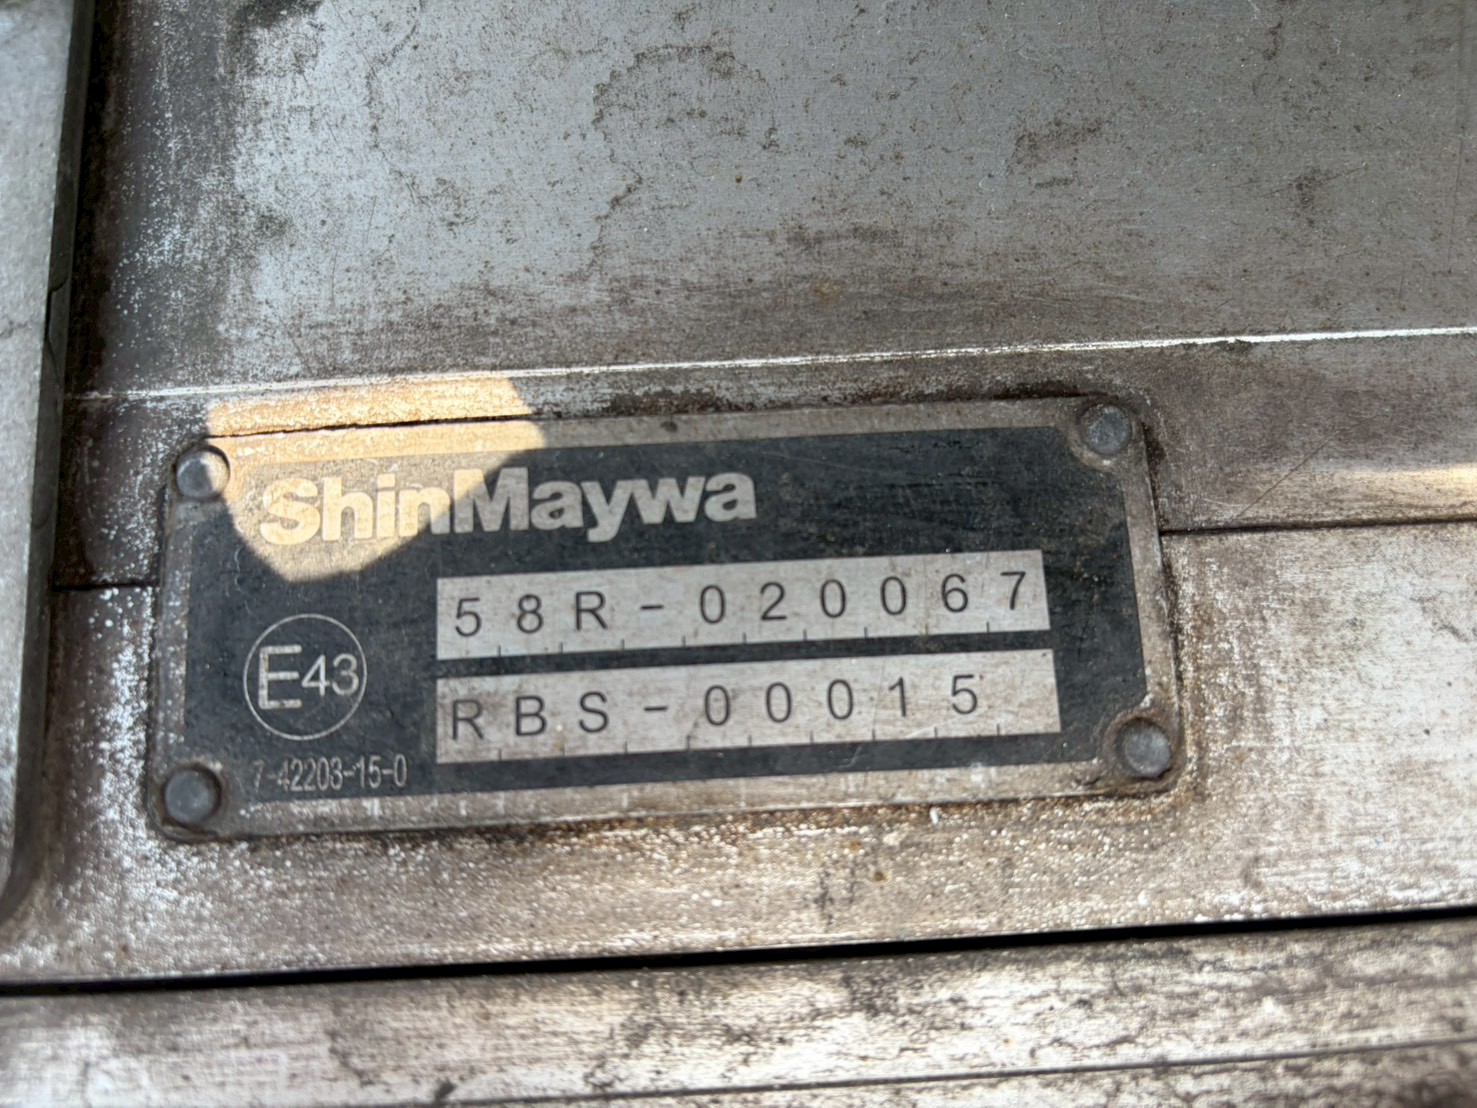 ShinMaywa
58R-020067
E43
RBS-00015
7-42203-15-0